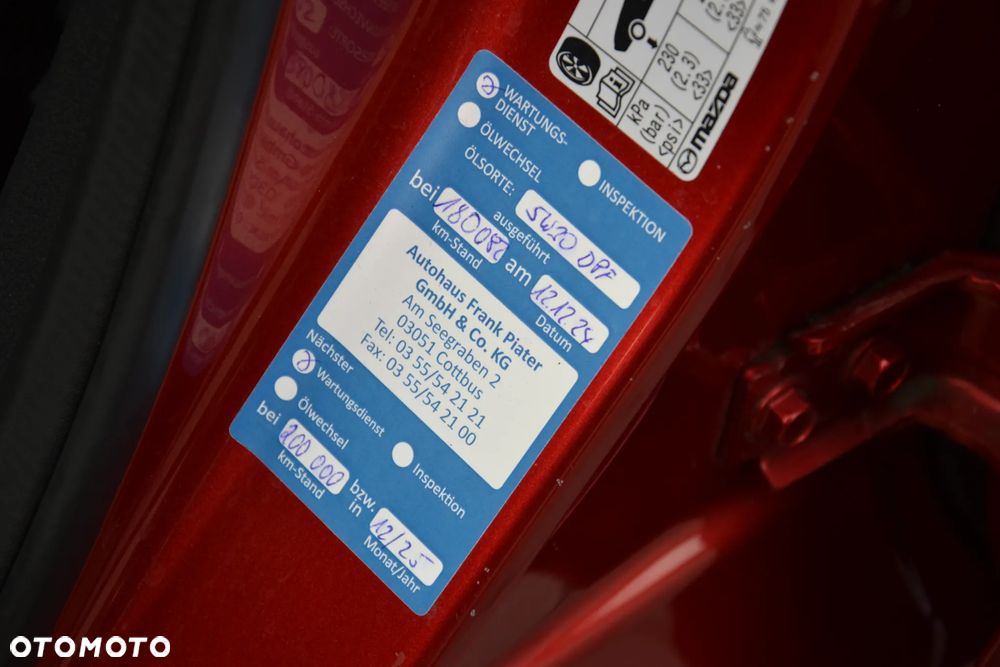 230
(2.3)
<33>
kPa
(bar)
<psi>
mazda
WARTUNGS-
DIENST
ÖLWECHSEL
INSPEKTION
ÖLSORTE:
5W20 DPF
ausgeführt
bei 180082 am 12.12.24
km-Stand
Datum
Autohaus Frank Piater
GmbH & Co. KG
Am Seegraben 2
03051 Cottbus
Tel: 03 55/54 21 21
Fax: 03 55/54 21 00
Nächster
Wartungsdienst
Ölwechsel
Inspektion
bei 200 000 bzw. in 12/25
km-Stand
Monat/Jahr
OTOMOTO